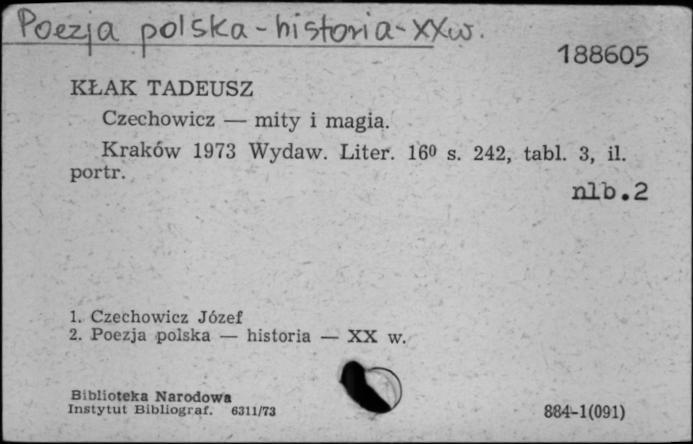 Poezja polska - historia - XX w.
188605
KŁAK TADEUSZ
Czechowicz — mity i magia.
Kraków 1973 Wydaw. Liter. 16⁰ s. 242, tabl. 3, il.
portr.
nlb.2
1. Czechowicz Józef
2. Poezja polska — historia — XX w.
Biblioteka Narodowa
Instytut Bibliograf. 6311/73
884-1(091)